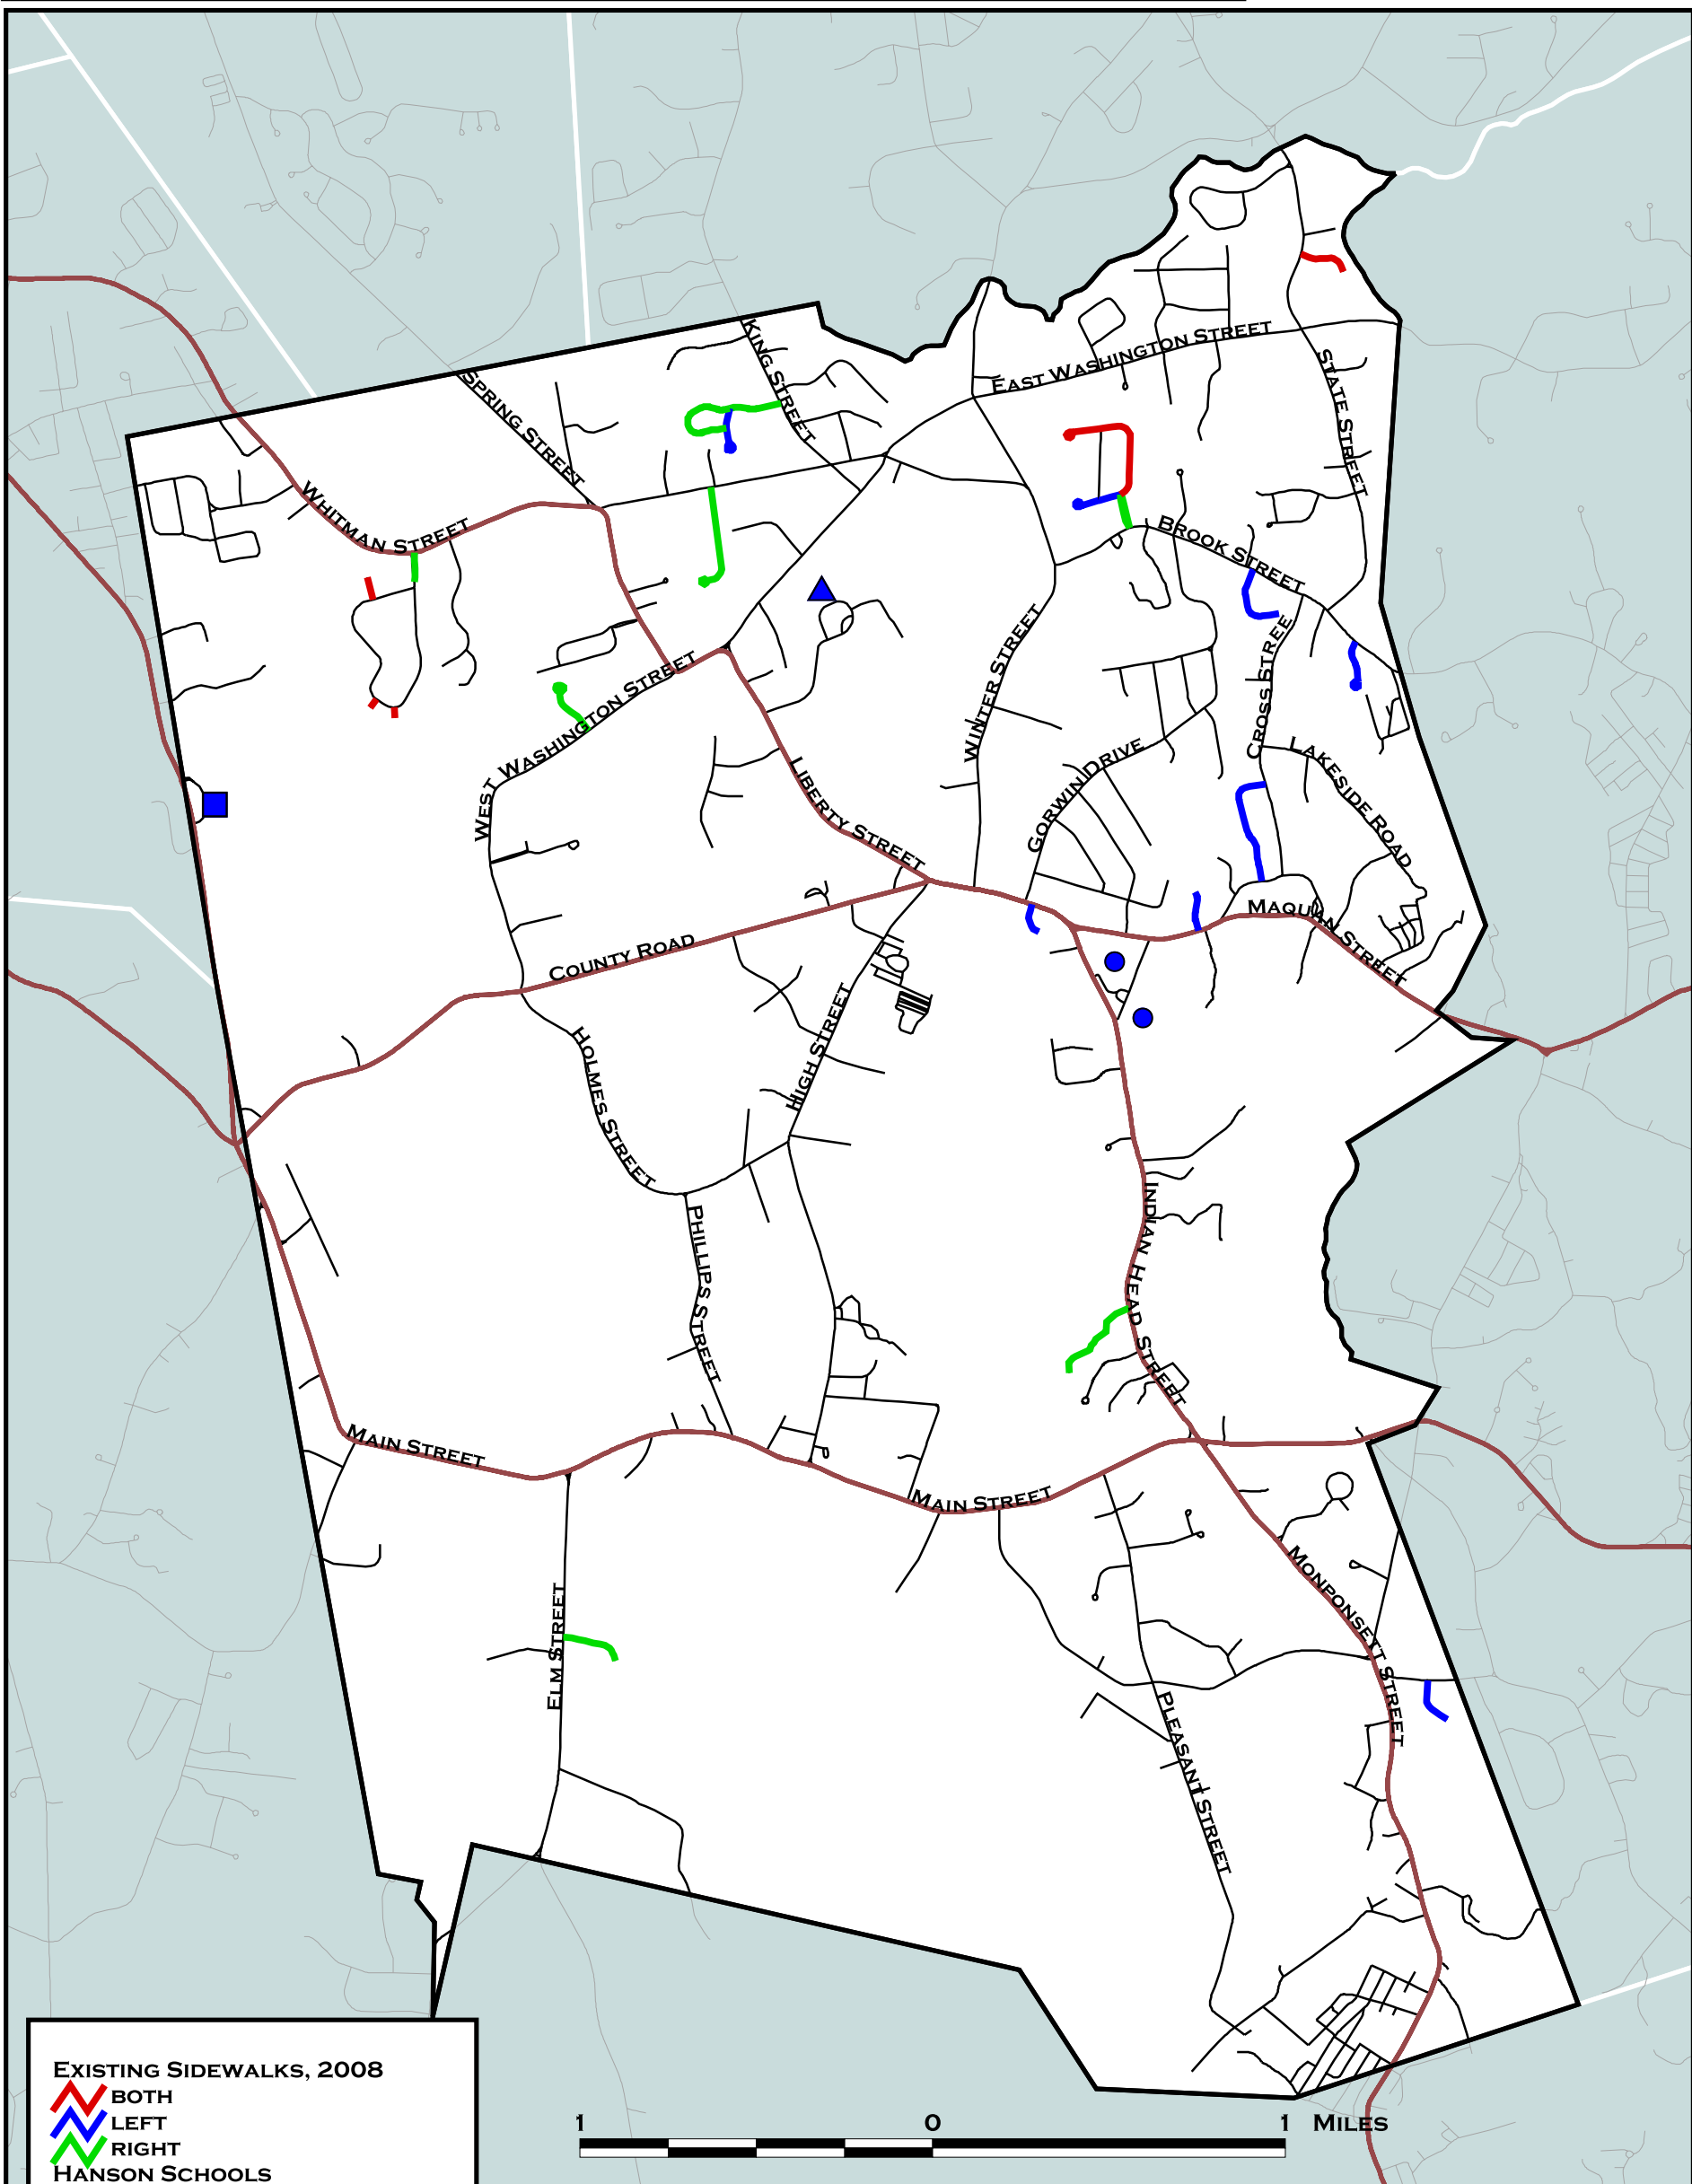 KING STREET
EAST WASHINGTON STREET
SPRING STREET
STATE STREET
WHITMAN STREET
BROOK STREET
WEST WASHINGTON STREET
WINTER STREET
CROSS STREE
LIBERTY STREET
GORWIN DRIVE
LAKESIDE ROAD
MAQUAN STREET
COUNTY ROAD
HIGH STREET
HOLMES STREET
PHILLIPS STREET
INDIAN HEAD STREET
MAIN STREET
MAIN STREET
ELM STREET
MONPONSETT STREET
PLEASANT STREET
EXISTING SIDEWALKS, 2008
BOTH
LEFT
RIGHT
HANSON SCHOOLS
1 0 1 MILES